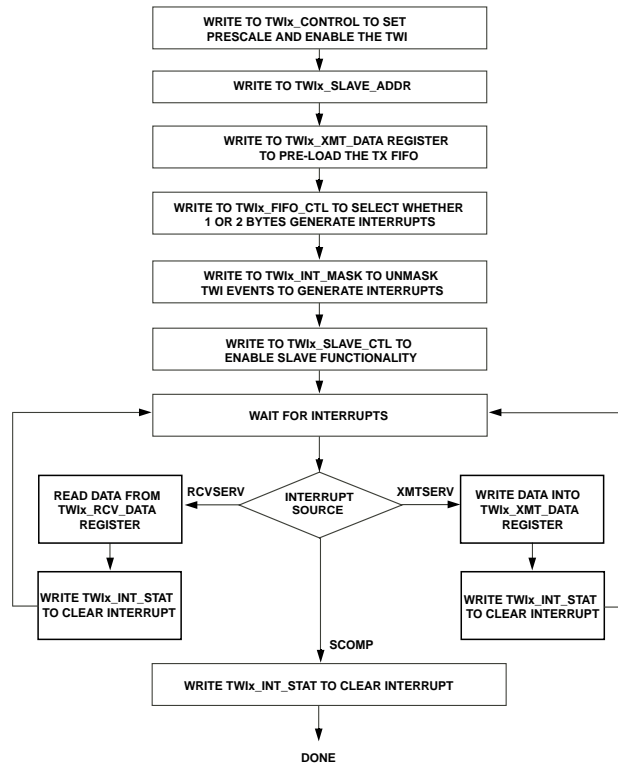 WRITE TO TWIx_CONTROL TO SET
PRESCALE AND ENABLE THE TWI
WRITE TO TWIx_SLAVE_ADDR
WRITE TO TWIx_XMT_DATA REGISTER
TO PRE-LOAD THE TX FIFO
WRITE TO TWIx_FIFO_CTL TO SELECT WHETHER
1 OR 2 BYTES GENERATE INTERRUPTS
WRITE TO TWIx_INT_MASK TO UNMASK
TWI EVENTS TO GENERATE INTERRUPTS
WRITE TO TWIx_SLAVE_CTL TO
ENABLE SLAVE FUNCTIONALITY
WAIT FOR INTERRUPTS
RCVSERV
INTERRUPT
SOURCE
XMTSERV
READ DATA FROM
TWIx_RCV_DATA
REGISTER
WRITE TWIx_INT_STAT
TO CLEAR INTERRUPT
WRITE DATA INTO
TWIx_XMT_DATA
REGISTER
WRITE TWIx_INT_STAT
TO CLEAR INTERRUPT
SCOMP
WRITE TWIx_INT_STAT TO CLEAR INTERRUPT
DONE